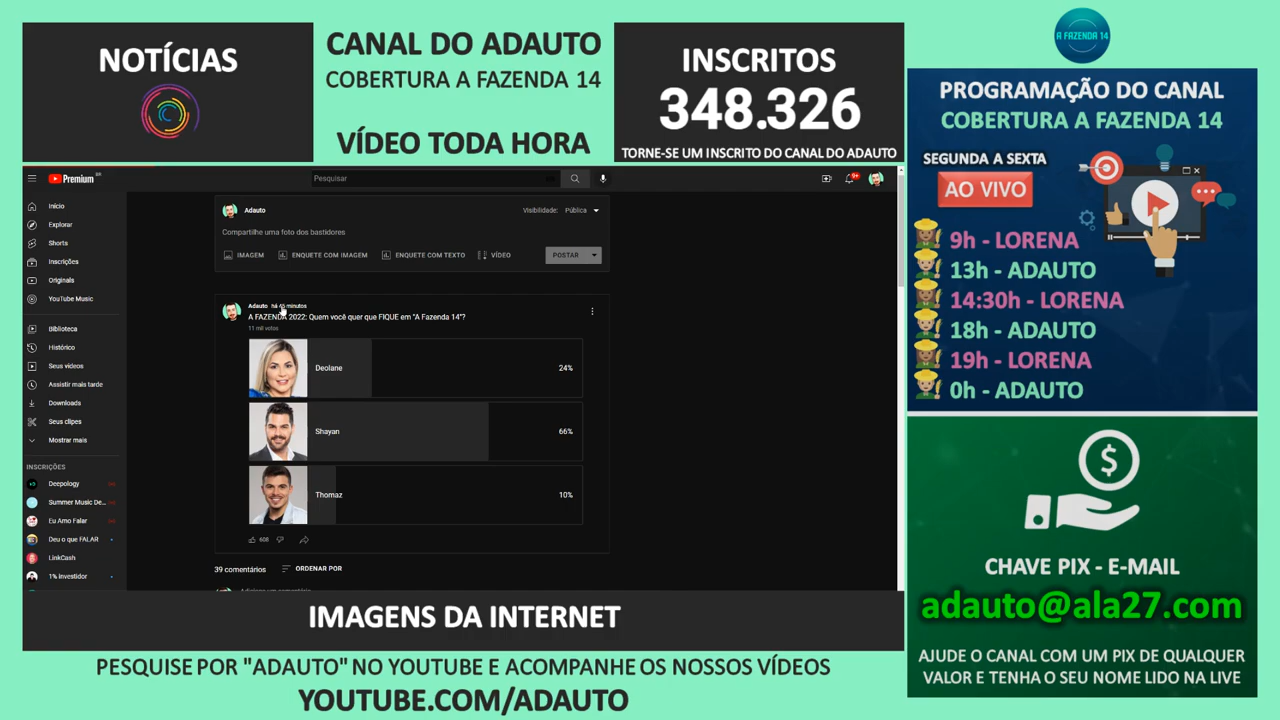 NOTÍCIAS
CANAL DO ADAUTO
COBERTURA A FAZENDA 14
VÍDEO TODA HORA
INSCRITOS
348.326
TORNE-SE UM INSCRITO DO CANAL DO ADAUTO
A FAZENDA 14
PROGRAMAÇÃO DO CANAL
COBERTURA A FAZENDA 14
SEGUNDA A SEXTA
AO VIVO
9h - LORENA
13h - ADAUTO
14:30h - LORENA
18h - ADAUTO
19h - LORENA
0h - ADAUTO
Premium
BR
Pesquisar
9+
Início
Explorar
Shorts
Inscrições
Originals
YouTube Music
Biblioteca
Histórico
Seus vídeos
Assistir mais tarde
Downloads
Seus clipes
Mostrar mais
INSCRIÇÕES
Deepology
Summer Music De...
Eu Amo Falar
Deu o que FALAR
LinkCash
1% Investidor
Adauto
Visibilidade: Pública
Compartilhe uma foto dos bastidores
IMAGEM
ENQUETE COM IMAGEM
ENQUETE COM TEXTO
VÍDEO
POSTAR
Adauto há minutos
A FAZENDA 2022: Quem você quer que FIQUE em "A Fazenda 14"?
11 mil votos
Deolane 24%
Shayan 66%
Thomaz 10%
608
39 comentários
ORDENAR POR
IMAGENS DA INTERNET
PESQUISE POR "ADAUTO" NO YOUTUBE E ACOMPANHE OS NOSSOS VÍDEOS
YOUTUBE.COM/ADAUTO
$
CHAVE PIX - E-MAIL
adauto@ala27.com
AJUDE O CANAL COM UM PIX DE QUALQUER
VALOR E TENHA O SEU NOME LIDO NA LIVE